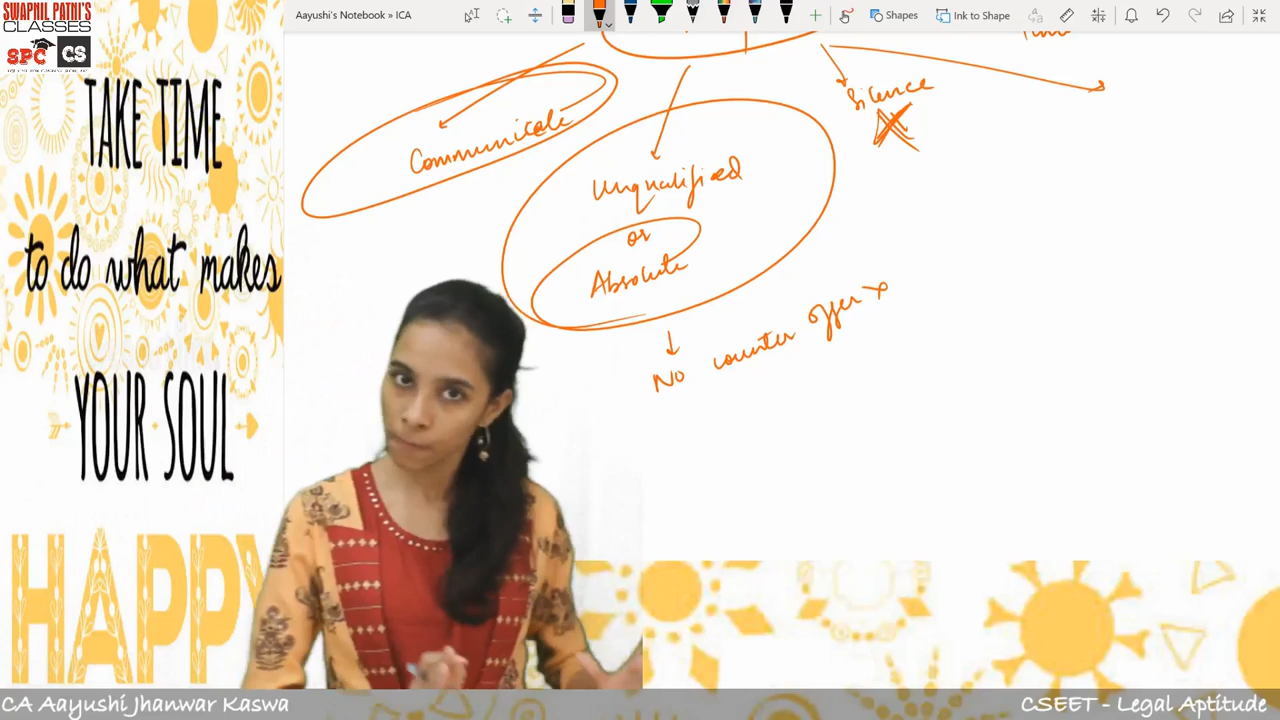 SWAPNIL PATNI'S
CLASSES
SPC CS
TAKE TIME
to do what makes
YOUR SOUL
HAPPY
Aayushi's Notebook » ICA
Shapes
Ink to Shape
Communicate
Unqualified
or
Absolute
Silence
No counter offer x
CA Aayushi Jhanwar Kaswa
CSEET - Legal Aptitude